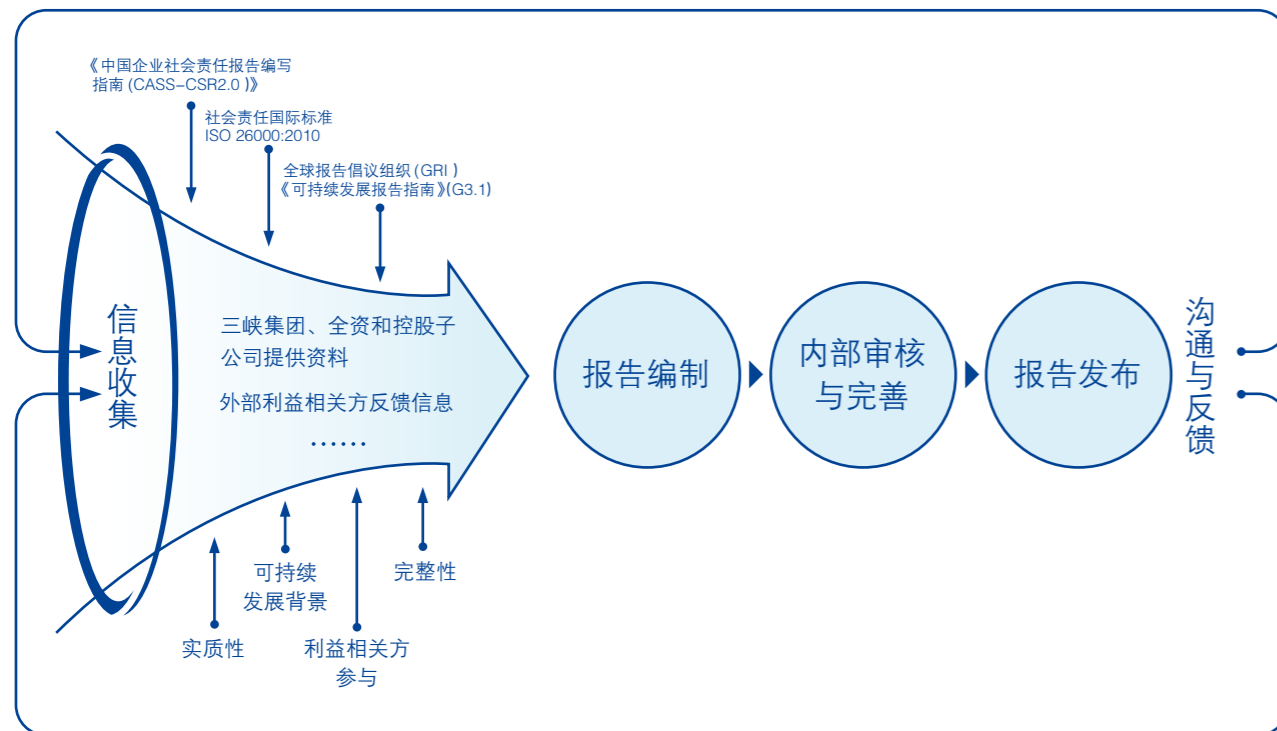 《中国企业社会责任报告编写
指南(CASS-CSR2.0)》
社会责任国际标准
ISO 26000:2010
全球报告倡议组织(GRI)
《可持续发展报告指南》(G3.1)
信息收集
三峡集团、全资和控股子
公司提供资料
外部利益相关方反馈信息
……
报告编制
内部审核
与完善
报告发布
沟通与反馈
实质性
可持续
发展背景
利益相关方
参与
完整性